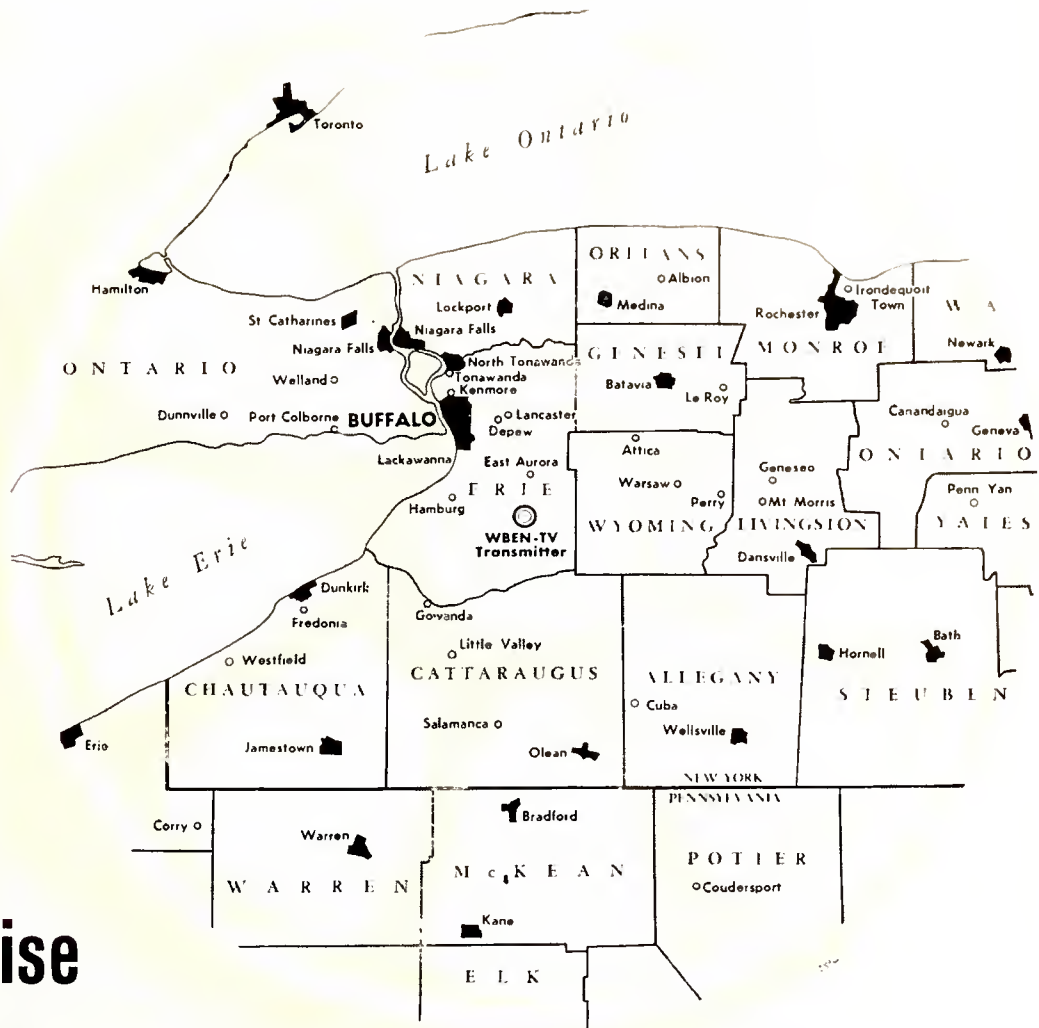 Toronto
Lake Ontario
Hamilton
NIAGARA
ORLEANS
Albion
Medina
Lockport
Irondequoit
Town
Rochester
WA
St Catharines
Niagara Falls
Niagara Falls
MONROE
Newark
ONTARIO
North Tonawanda
Tonawanda
Kenmore
GENESEE
Batavia
Le Roy
Welland
Dunnville
Port Colborne
BUFFALO
Lancaster
Depew
Canandaigua
Geneva
Attica
ONTARIO
Lackawanna
East Aurora
Geneseo
Warsaw
Perry
Mt Morris
Penn Yan
ERIE
Hamburg
WYOMING
LIVINGSTON
YATES
WBEN-TV
Transmitter
Dansville
Lake Erie
Dunkirk
Fredonia
Gowanda
Little Valley
Westfield
CATTARAUGUS
CHAUTAUQUA
ALLEGANY
Hornell
Bath
STEUBEN
Cuba
Salamanca
Wellsville
Erie
Jamestown
Olean
NEW YORK
PENNSYLVANIA
Corry
Warren
Bradford
POTTER
McKEAN
WARREN
Coudersport
Kane
ise
ELK